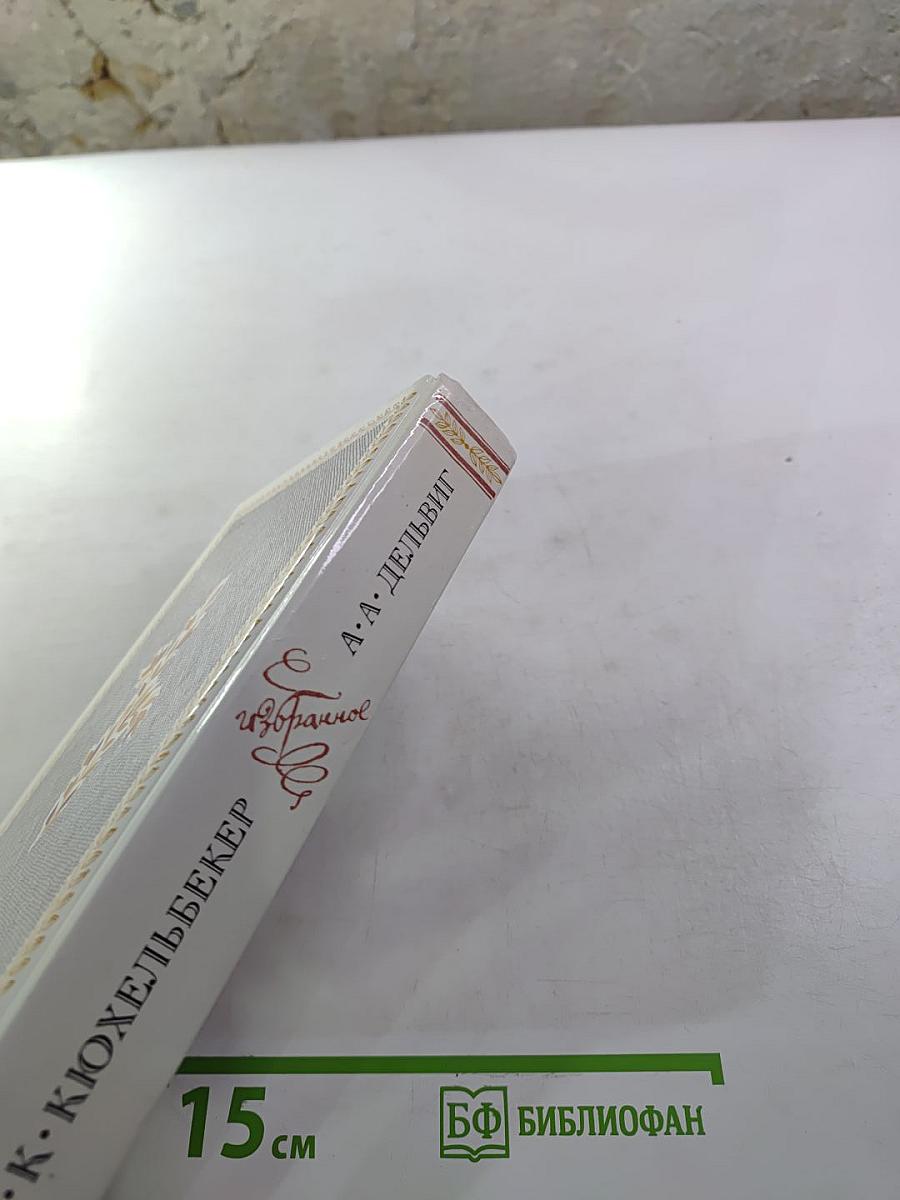 · К · КЮХЕЛЬБЕКЕР
избранное
А · А · ДЕЛЬВИГ
15 см
БФ БИБЛИОФАН